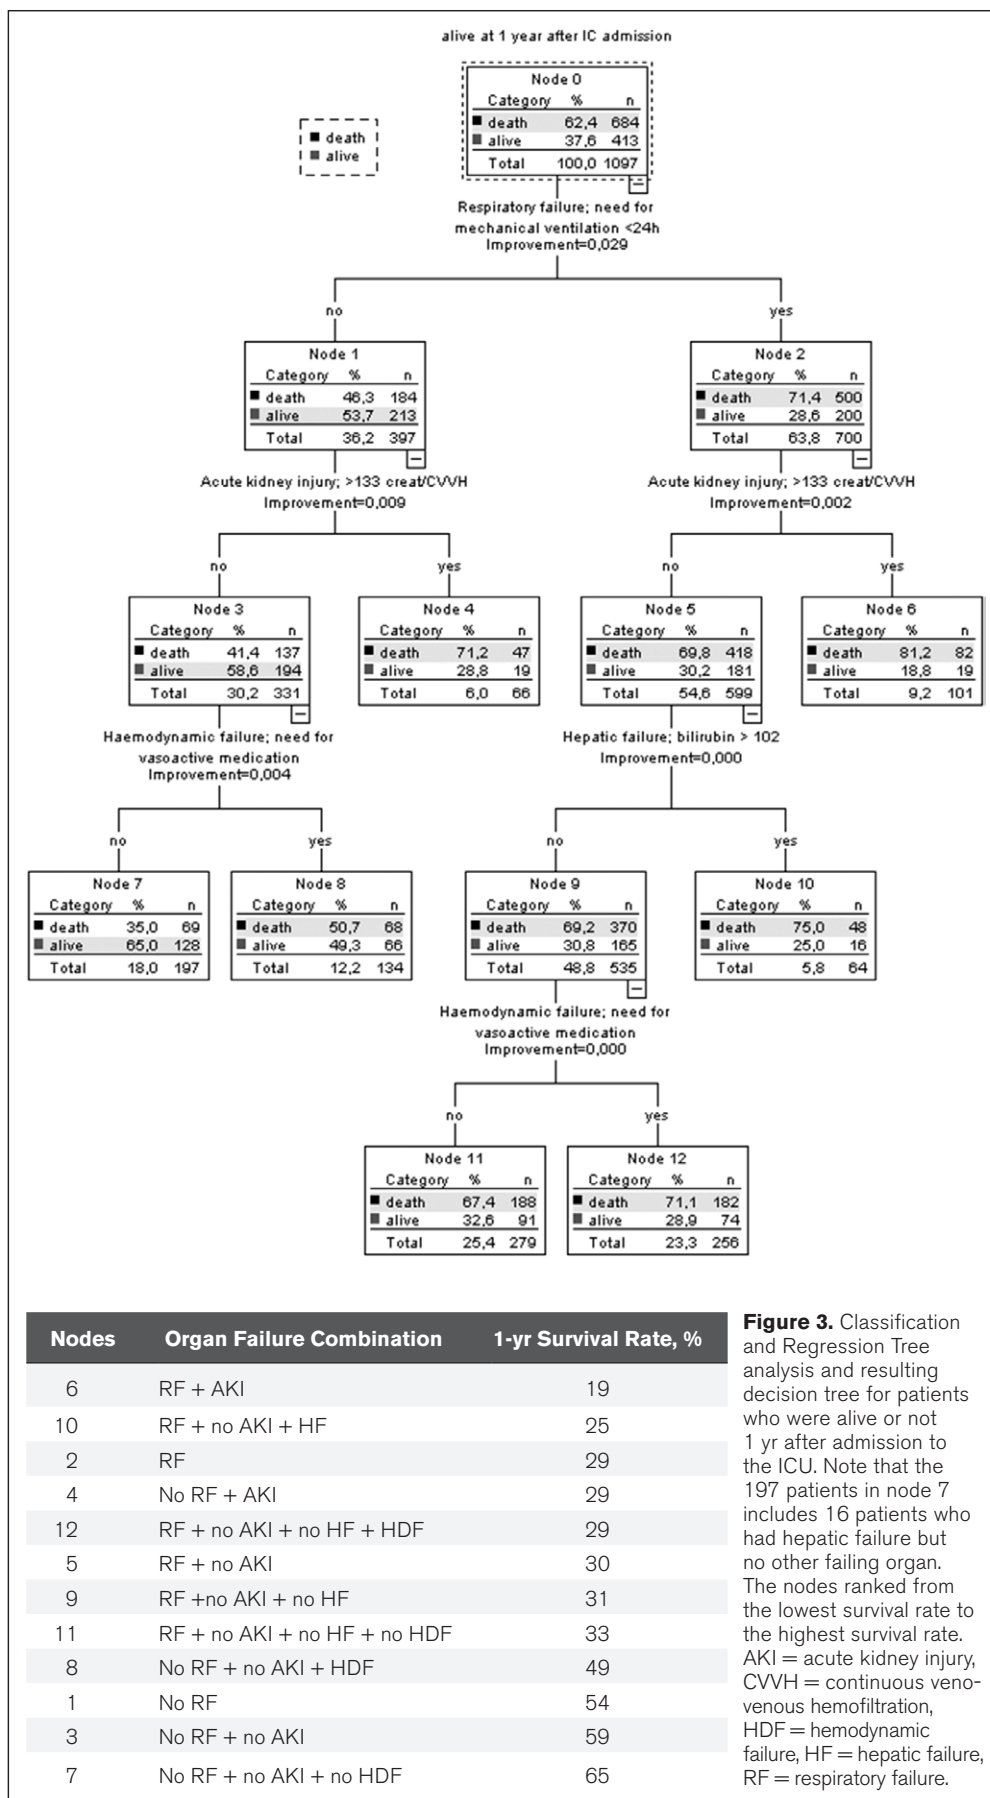 alive at 1 year after IC admission
death
alive
Node 0
Category % n
death 62,4 684
alive 37,6 413
Total 100,0 1097
Respiratory failure; need for
mechanical ventilation <24h
Improvement=0,029
no
yes
Node 1
Category % n
death 46,3 184
alive 53,7 213
Total 36,2 397
Node 2
Category % n
death 71,4 500
alive 28,6 200
Total 63,8 700
Acute kidney injury; >133 creat/CVVH
Improvement=0,009
Acute kidney injury; >133 creat/CVVH
Improvement=0,002
no
yes
no
yes
Node 3
Category % n
death 41,4 137
alive 58,6 194
Total 30,2 331
Node 4
Category % n
death 71,2 47
alive 28,8 19
Total 6,0 66
Node 5
Category % n
death 69,8 418
alive 30,2 181
Total 54,6 599
Node 6
Category % n
death 81,2 82
alive 18,8 19
Total 9,2 101
Haemodynamic failure; need for
vasoactive medication
Improvement=0,004
Hepatic failure; bilirubin > 102
Improvement=0,000
no
yes
no
yes
Node 7
Category % n
death 35,0 69
alive 65,0 128
Total 18,0 197
Node 8
Category % n
death 50,7 68
alive 49,3 66
Total 12,2 134
Node 9
Category % n
death 69,2 370
alive 30,8 165
Total 48,8 535
Node 10
Category % n
death 75,0 48
alive 25,0 16
Total 5,8 64
Haemodynamic failure; need for
vasoactive medication
Improvement=0,000
no
yes
Node 11
Category % n
death 67,4 188
alive 32,6 91
Total 25,4 279
Node 12
Category % n
death 71,1 182
alive 28,9 74
Total 23,3 256
Nodes Organ Failure Combination 1-yr Survival Rate, %
6 RF + AKI 19
10 RF + no AKI + HF 25
2 RF 29
4 No RF + AKI 29
12 RF + no AKI + no HF + HDF 29
5 RF + no AKI 30
9 RF +no AKI + no HF 31
11 RF + no AKI + no HF + no HDF 33
8 No RF + no AKI + HDF 49
1 No RF 54
3 No RF + no AKI 59
7 No RF + no AKI + no HDF 65
Figure 3. Classification
and Regression Tree
analysis and resulting
decision tree for patients
who were alive or not
1 yr after admission to
the ICU. Note that the
197 patients in node 7
includes 16 patients who
had hepatic failure but
no other failing organ.
The nodes ranked from
the lowest survival rate to
the highest survival rate.
AKI = acute kidney injury,
CVVH = continuous veno-
venous hemofiltration,
HDF = hemodynamic
failure, HF = hepatic failure,
RF = respiratory failure.